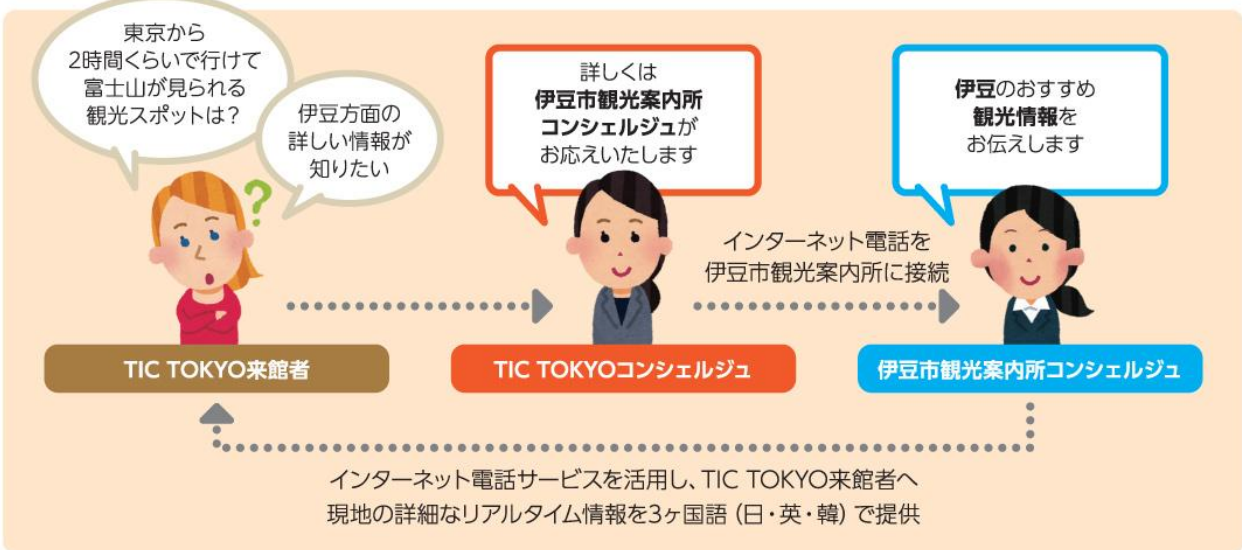 東京から
2時間くらいで行けて
富士山が見られる
観光スポットは?
伊豆方面の
詳しい情報が
知りたい
詳しくは
伊豆市観光案内所
コンシェルジュが
お応えいたします
伊豆のおすすめ
観光情報を
お伝えします
?
インターネット電話を
伊豆市観光案内所に接続
TIC TOKYO来館者
TIC TOKYOコンシェルジュ
伊豆市観光案内所コンシェルジュ
インターネット電話サービスを活用し、TIC TOKYO来館者へ
現地の詳細なリアルタイム情報を3ヶ国語(日・英・韓)で提供